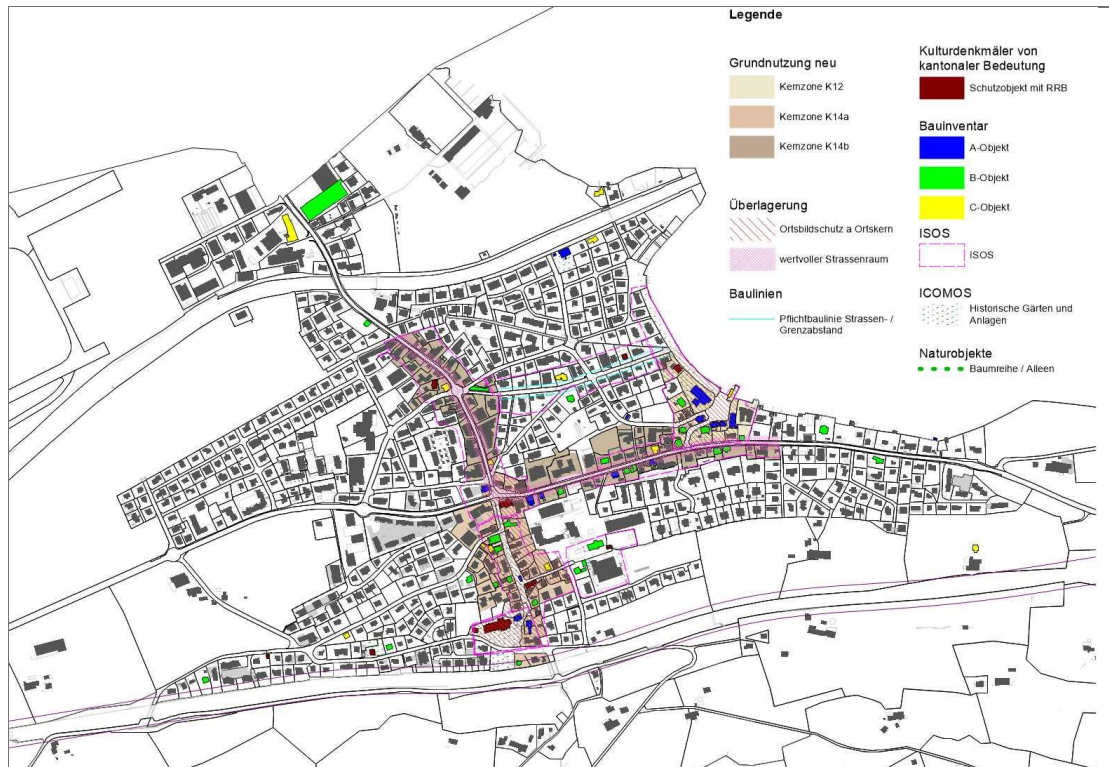 Legende
Grundnutzung neu
Kernzone K12
Kernzone K14a
Kernzone K14b
Überlagerung
Ortsbildschutz a Ortskern
wertvoller Strassenraum
Baulinien
Pflichtbaulinie Strassen- /
Grenzabstand
Kulturdenkmäler von
kantonaler Bedeutung
Schutzobjekt mit RRB
Bauinventar
A-Objekt
B-Objekt
C-Objekt
ISOS
ISOS
ICOMOS
Historische Gärten und
Anlagen
Naturobjekte
Baumreihe / Alleen